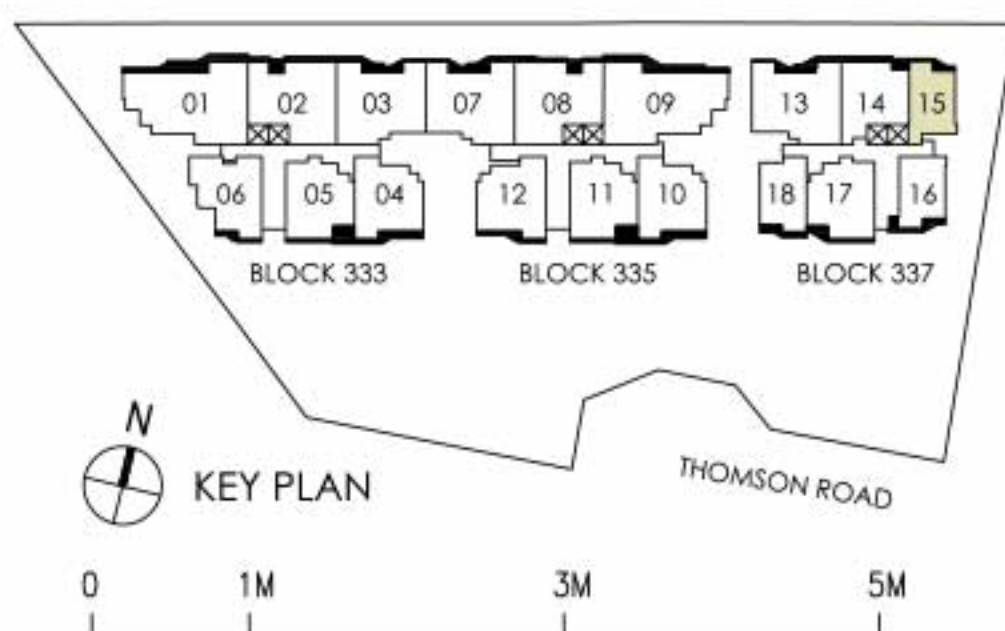 01 02 03 07 08 09 13 14 15
06 05 04 12 11 10 18 17 16
BLOCK 333 BLOCK 335 BLOCK 337
N
KEY PLAN
THOMSON ROAD
0 1M 3M 5M